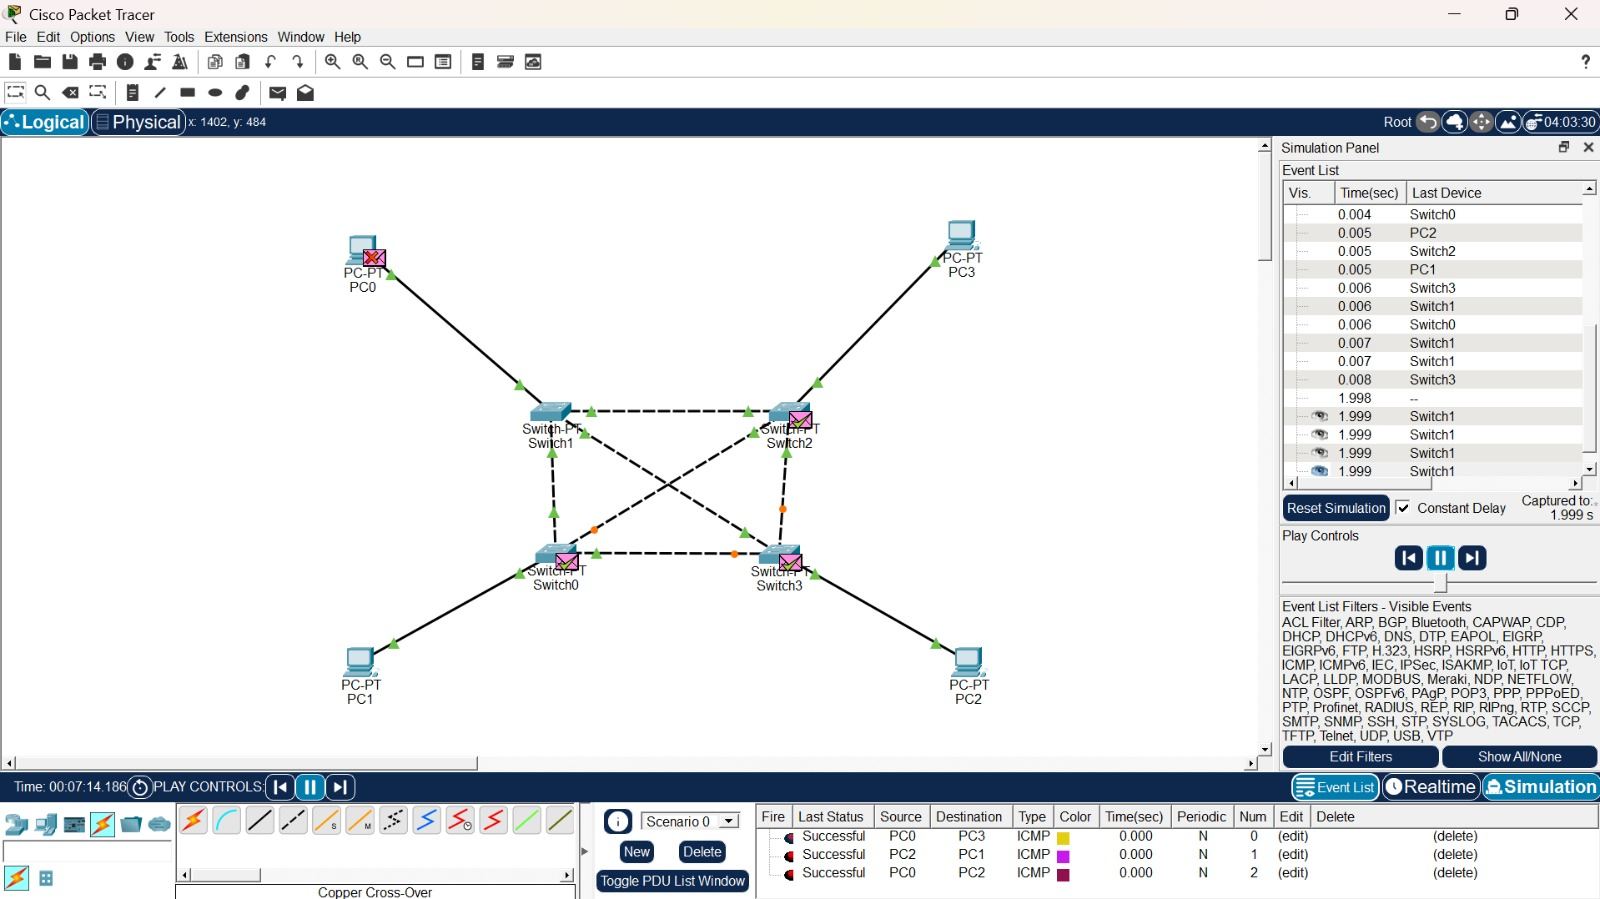 Cisco Packet Tracer
File Edit Options View Tools Extensions Window Help
?
Logical Physical x: 1402, y: 484 Root 04:03:30
Simulation Panel
Event List
Vis. Time(sec) Last Device
0.004 Switch0
0.005 PC2
0.005 Switch2
0.005 PC1
0.006 Switch3
0.006 Switch1
0.006 Switch0
0.007 Switch1
0.007 Switch1
0.008 Switch3
1.998 --
1.999 Switch1
1.999 Switch1
1.999 Switch1
1.999 Switch1
Reset Simulation Constant Delay Captured to:
1.999 s
Play Controls
Event List Filters - Visible Events
ACL Filter, ARP, BGP, Bluetooth, CAPWAP, CDP,
DHCP, DHCPv6, DNS, DTP, EAPOL, EIGRP,
EIGRPv6, FTP, H.323, HSRP, HSRPv6, HTTP, HTTPS,
ICMP, ICMPv6, IEC, IPSec, ISAKMP, IoT, IoT TCP,
LACP, LLDP, MODBUS, Meraki, NDP, NETFLOW,
NTP, OSPF, OSPFv6, PAgP, POP3, PPP, PPPoED,
PTP, Profinet, RADIUS, REP, RIP, RIPng, RTP, SCCP,
SMTP, SNMP, SSH, STP, SYSLOG, TACACS, TCP,
TFTP, Telnet, UDP, USB, VTP
Edit Filters Show All/None
PC-PT
PC0
PC-PT
PC3
Switch-PT
Switch1
Switch-PT
Switch2
Switch-PT
Switch0
Switch-PT
Switch3
PC-PT
PC1
PC-PT
PC2
Time: 00:07:14.186 PLAY CONTROLS: Event List Realtime Simulation
S M
Copper Cross-Over
Scenario 0
New Delete
Toggle PDU List Window
Fire Last Status Source Destination Type Color Time(sec) Periodic Num Edit Delete
Successful PC0 PC3 ICMP 0.000 N 0 (edit) (delete)
Successful PC2 PC1 ICMP 0.000 N 1 (edit) (delete)
Successful PC0 PC2 ICMP 0.000 N 2 (edit) (delete)